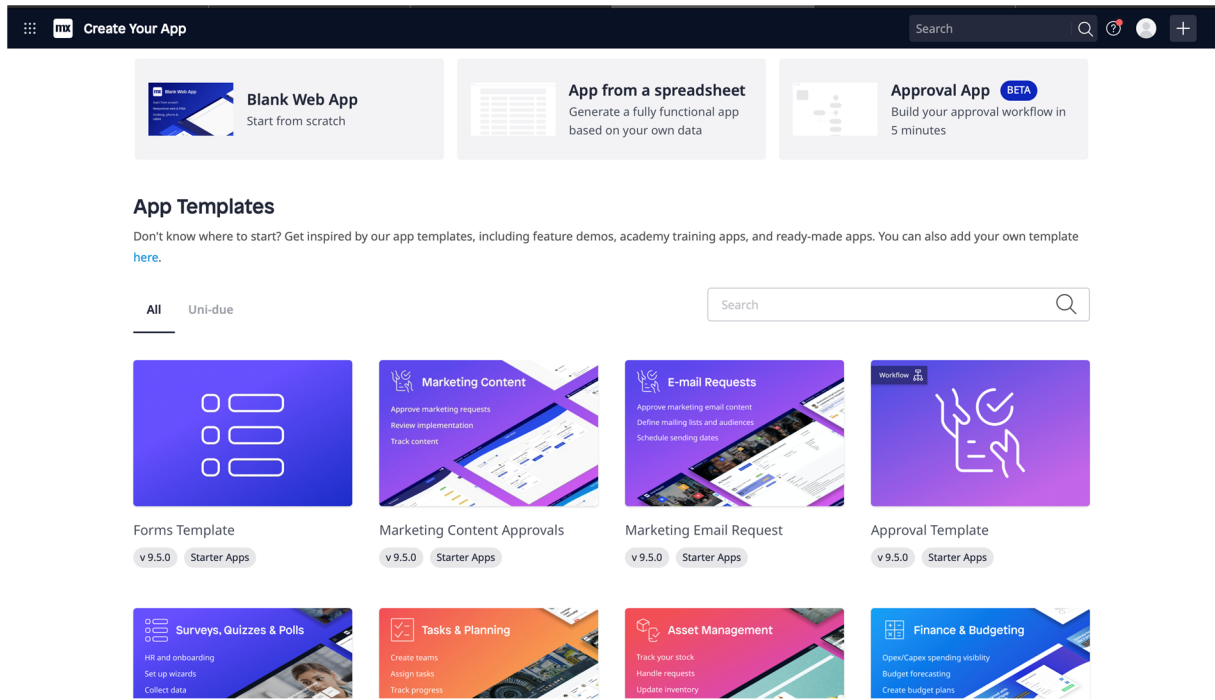 mx Create Your App
Search
Blank Web App
Start from scratch
App from a spreadsheet
Generate a fully functional app
based on your own data
Approval App BETA
Build your approval workflow in
5 minutes
App Templates
Don't know where to start? Get inspired by our app templates, including feature demos, academy training apps, and ready-made apps. You can also add your own template
here.
All Uni-due
Search
Marketing Content
Approve marketing requests
Review implementation
Track content
E-mail Requests
Approve marketing email content
Define mailing lists and audiences
Schedule sending dates
Workflow
Forms Template
v 9.5.0 Starter Apps
Marketing Content Approvals
v 9.5.0 Starter Apps
Marketing Email Request
v 9.5.0 Starter Apps
Approval Template
v 9.5.0 Starter Apps
Surveys, Quizzes & Polls
HR and onboarding
Set up wizards
Collect data
Tasks & Planning
Create teams
Assign tasks
Track progress
Asset Management
Track your stock
Handle requests
Update inventory
Finance & Budgeting
Opex/Capex spending visiblity
Budget forecasting
Create budget plans